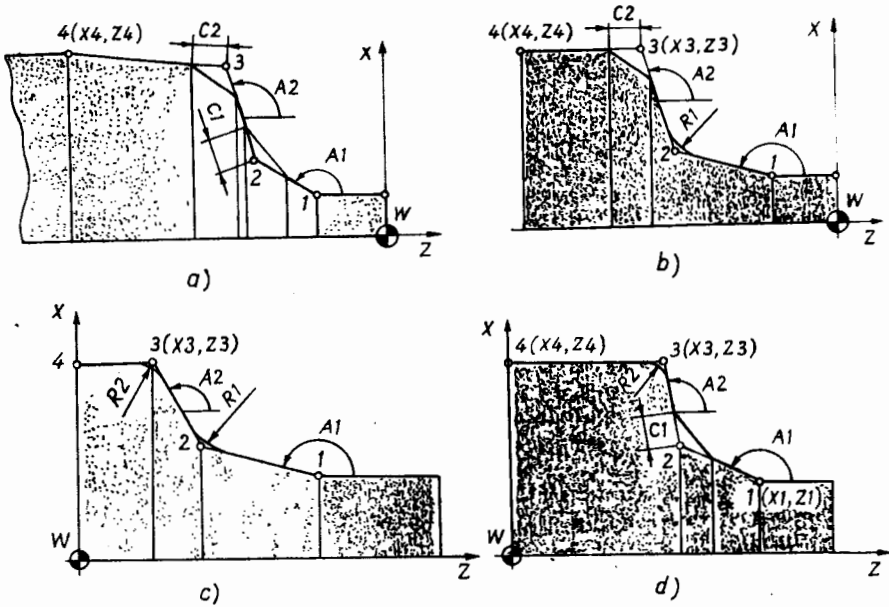 4(X4,Z4)
C2
3
X
A2
C1
A1
2
1
W
Z
a)
C2
4(X4,Z4)
3(X3,Z3)
X
A2
R1
A1
2
1
W
Z
b)
X
3(X3,Z3)
4
A2
R1
R2
A1
2
1
W
Z
c)
X
4(X4,Z4)
3(X3,Z3)
R2
A2
C1
A1
2
1(X1,Z1)
W
Z
d)